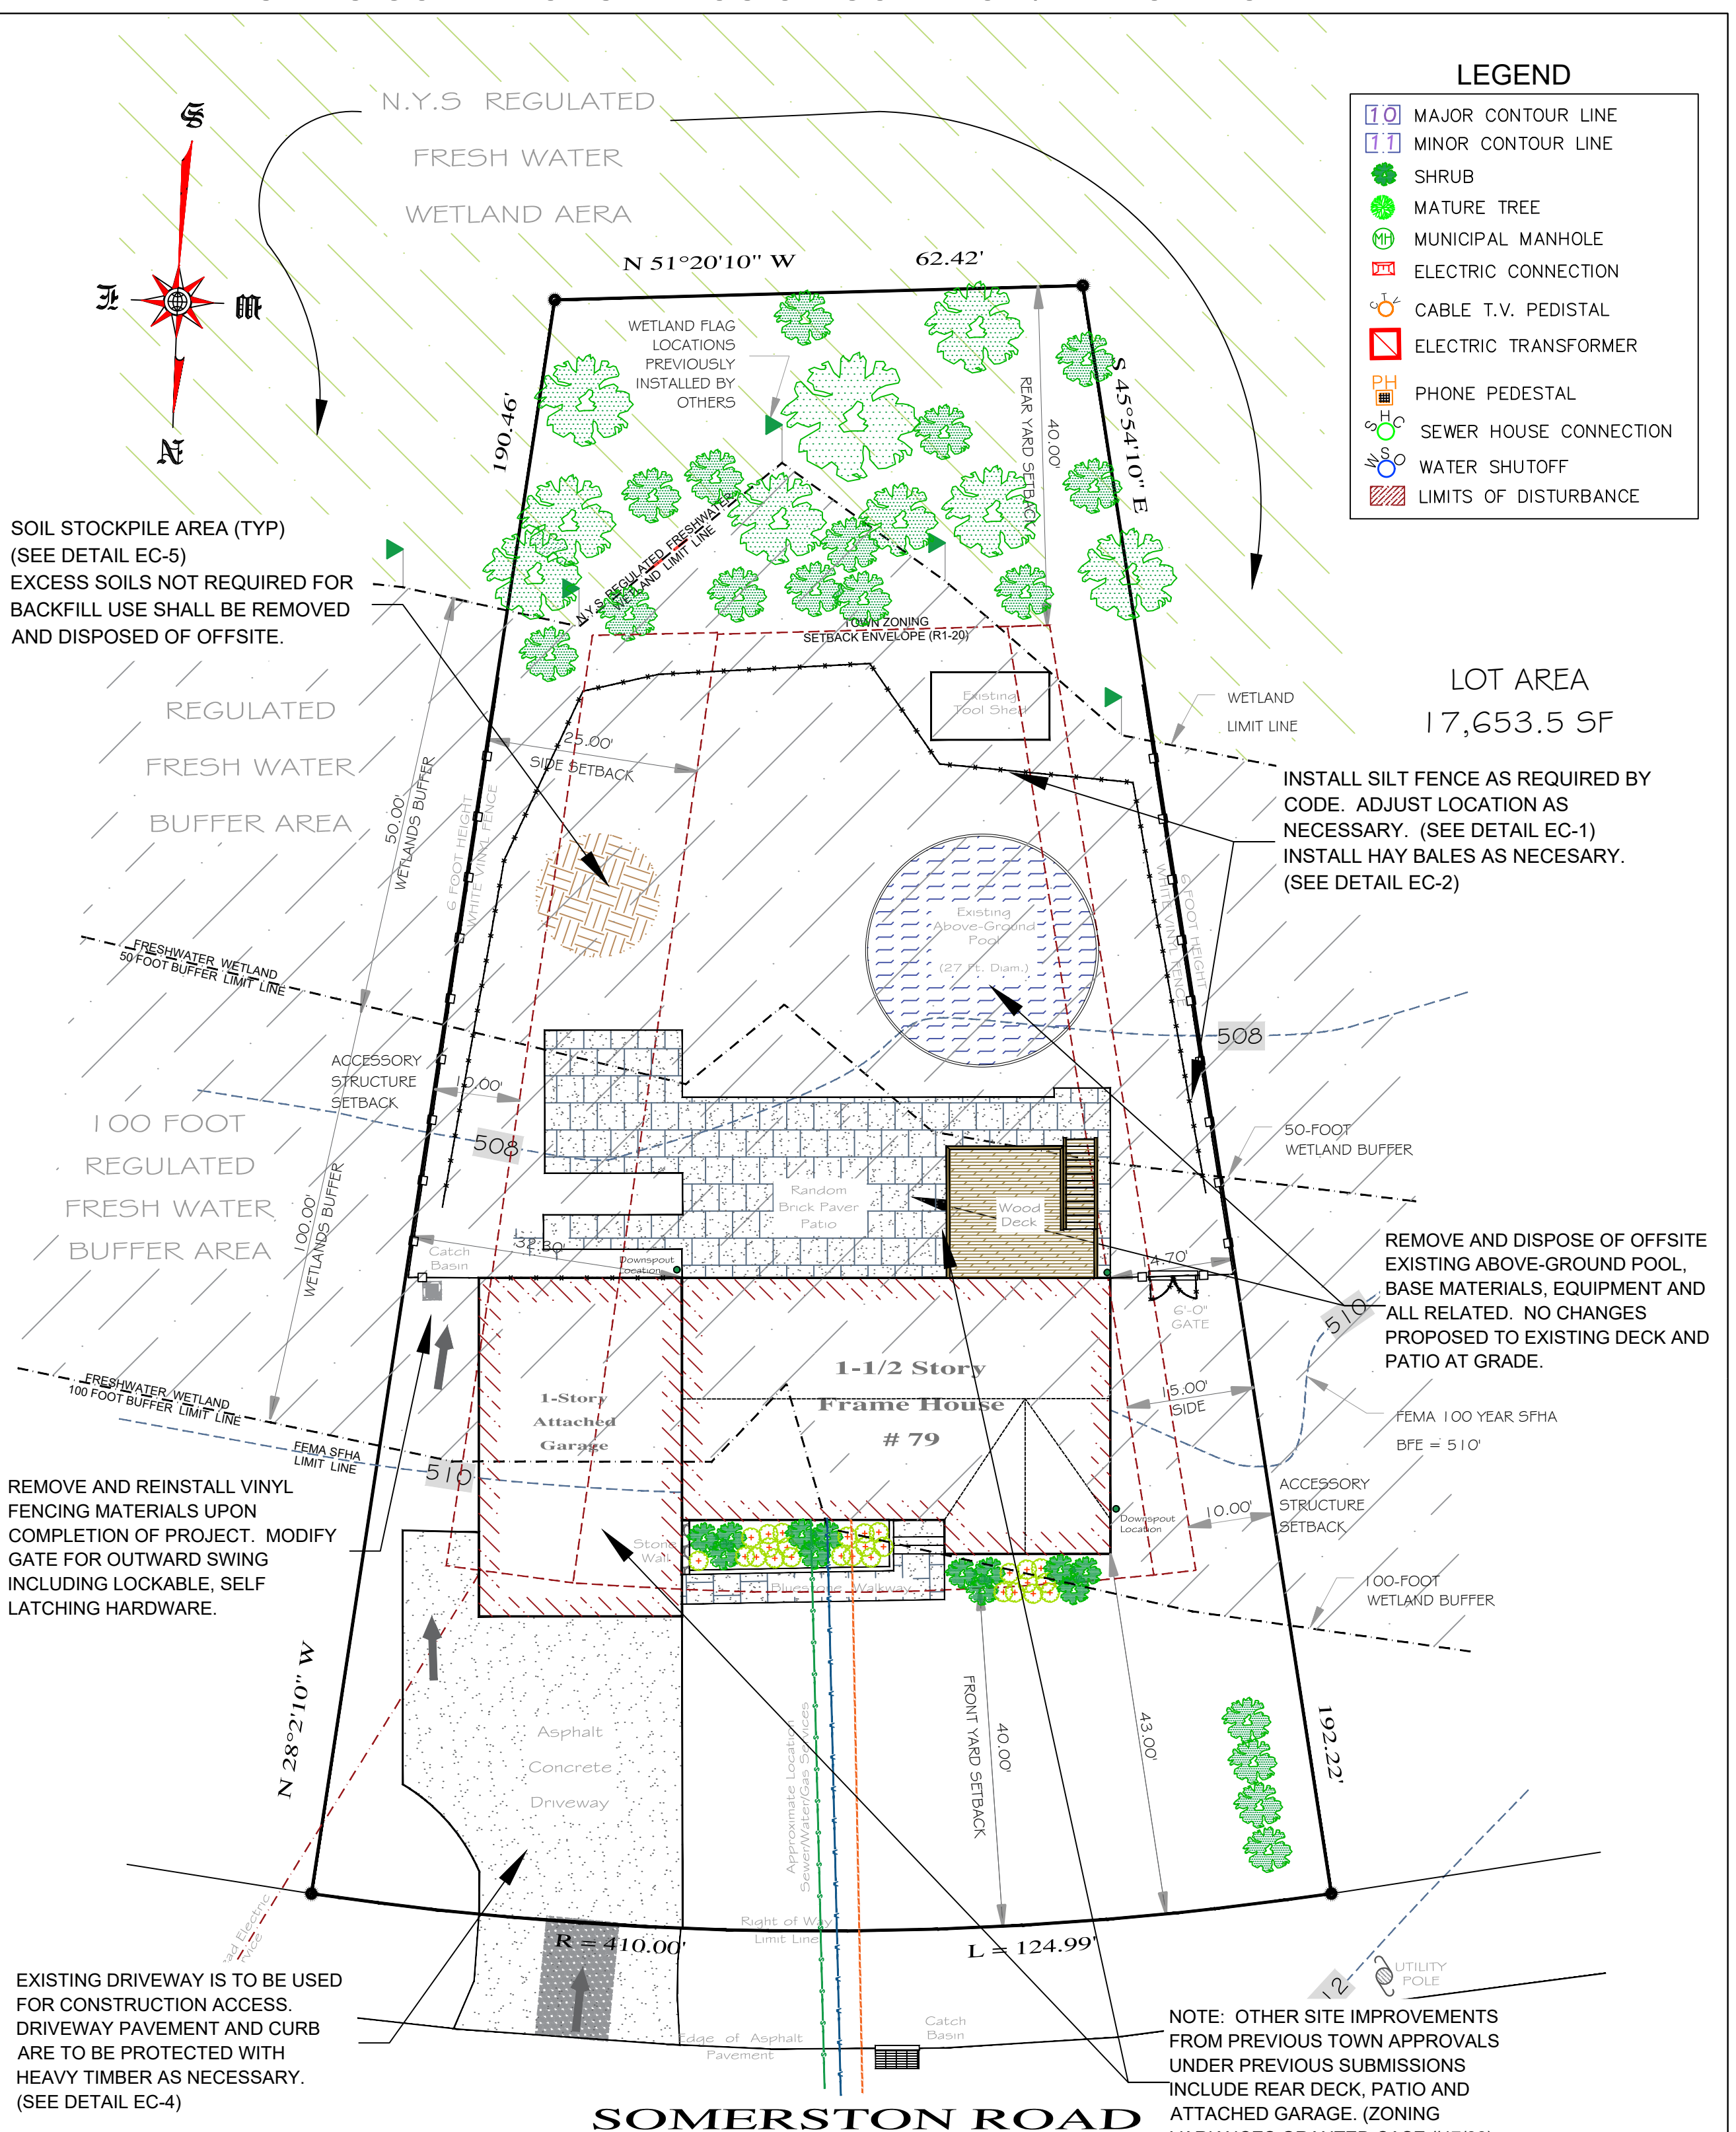 LEGEND
10 MAJOR CONTOUR LINE
11 MINOR CONTOUR LINE
SHRUB
MATURE TREE
MH MUNICIPAL MANHOLE
ELECTRIC CONNECTION
CTV CABLE T.V. PEDISTAL
ELECTRIC TRANSFORMER
PH PHONE PEDESTAL
SHC SEWER HOUSE CONNECTION
WSO WATER SHUTOFF
LIMITS OF DISTURBANCE
N.Y.S REGULATED
FRESH WATER
WETLAND AERA
S
E
W
N
N 51°20'10" W
62.42'
WETLAND FLAG
LOCATIONS
PREVIOUSLY
INSTALLED BY
OTHERS
190.46'
REAR YARD SETBACK
40.00'
S 45°54'10" E
N.Y.S REGULATED FRESHWATER
WETLAND LIMIT LINE
SOIL STOCKPILE AREA (TYP)
(SEE DETAIL EC-5)
EXCESS SOILS NOT REQUIRED FOR
BACKFILL USE SHALL BE REMOVED
AND DISPOSED OF OFFSITE.
TOWN ZONING
SETBACK ENVELOPE (R1-20)
REGULATED
FRESH WATER
BUFFER AREA
Existing
Tool Shed
WETLAND
LIMIT LINE
LOT AREA
17,653.5 SF
25.00'
SIDE SETBACK
50.00'
WETLANDS BUFFER
6 FOOT HEIGHT
WHITE VINYL FENCE
INSTALL SILT FENCE AS REQUIRED BY
CODE. ADJUST LOCATION AS
NECESSARY. (SEE DETAIL EC-1)
INSTALL HAY BALES AS NECESARY.
(SEE DETAIL EC-2)
6 FOOT HEIGHT
WHITE VINYL FENCE
Existing
Above-Ground
Pool
(27 Ft. Diam.)
FRESHWATER WETLAND
50 FOOT BUFFER LIMIT LINE
508
ACCESSORY
STRUCTURE
SETBACK
10.00'
508
100 FOOT
REGULATED
FRESH WATER
BUFFER AREA
100.00'
WETLANDS BUFFER
50-FOOT
WETLAND BUFFER
Random
Brick Paver
Patio
Wood
Deck
32.30'
Catch
Basin
Downspout
Location
14.70'
6'-0"
GATE
510
REMOVE AND DISPOSE OF OFFSITE
EXISTING ABOVE-GROUND POOL,
BASE MATERIALS, EQUIPMENT AND
ALL RELATED. NO CHANGES
PROPOSED TO EXISTING DECK AND
PATIO AT GRADE.
1-1/2 Story
Frame House
# 79
1-Story
Attached
Garage
15.00'
SIDE
FRESHWATER WETLAND
100 FOOT BUFFER LIMIT LINE
FEMA SFHA
LIMIT LINE
510
FEMA 100 YEAR SFHA
BFE = 510'
REMOVE AND REINSTALL VINYL
FENCING MATERIALS UPON
COMPLETION OF PROJECT. MODIFY
GATE FOR OUTWARD SWING
INCLUDING LOCKABLE, SELF
LATCHING HARDWARE.
ACCESSORY
STRUCTURE
SETBACK
10.00'
Downspout
Location
Stone
Wall
Bluestone Walkway
100-FOOT
WETLAND BUFFER
N 28°2'10" W
Asphalt
Concrete
Driveway
Approximate Location
Sewer/Water/Gas Services
FRONT YARD SETBACK
40.00'
43.00'
192.22'
Electric
Right of Way
Limit Line
R = 410.00'
L = 124.99'
UTILITY
POLE
12
EXISTING DRIVEWAY IS TO BE USED
FOR CONSTRUCTION ACCESS.
DRIVEWAY PAVEMENT AND CURB
ARE TO BE PROTECTED WITH
HEAVY TIMBER AS NECESSARY.
(SEE DETAIL EC-4)
Edge of Asphalt
Pavement
Catch
Basin
NOTE: OTHER SITE IMPROVEMENTS
FROM PREVIOUS TOWN APPROVALS
UNDER PREVIOUS SUBMISSIONS
INCLUDE REAR DECK, PATIO AND
ATTACHED GARAGE. (ZONING
SOMERSTON ROAD